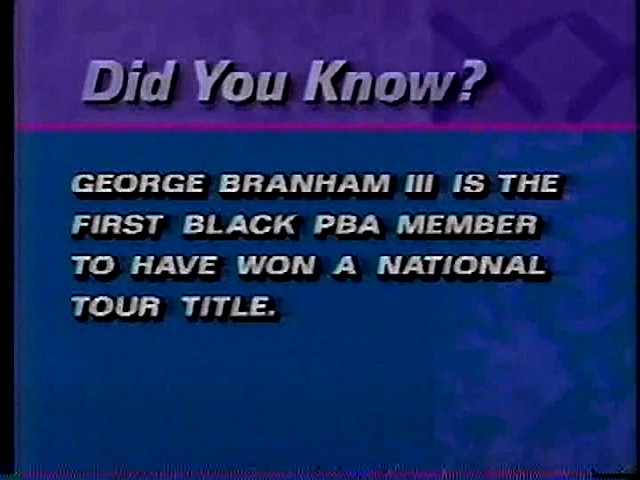 Did You Know?
GEORGE BRANHAM III IS THE
FIRST BLACK PBA MEMBER
TO HAVE WON A NATIONAL
TOUR TITLE.